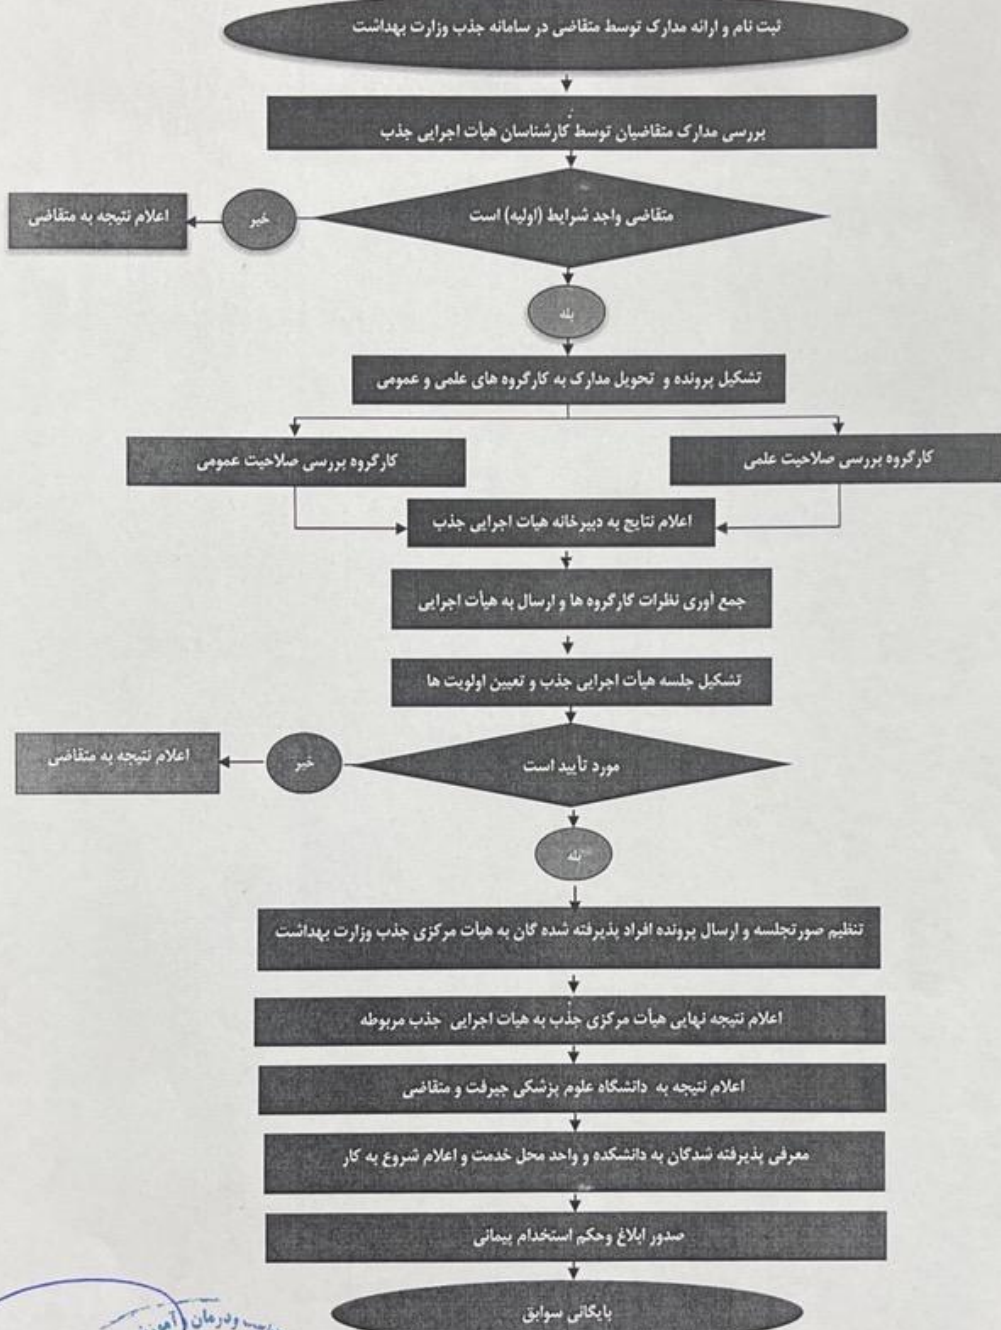 ثبت نام و ارائه مدارک توسط متقاضی در سامانه جذب وزارت بهداشت
بررسی مدارک متقاضیان توسط کارشناسان هیأت اجرایی جذب
متقاضی واجد شرایط (اولیه) است
خیر
اعلام نتیجه به متقاضی
بله
تشکیل پرونده و تحویل مدارک به کارگروه های علمی و عمومی
کارگروه بررسی صلاحیت علمی
کارگروه بررسی صلاحیت عمومی
اعلام نتایج به دبیرخانه هیات اجرایی جذب
جمع آوری نظرات کارگروه ها و ارسال به هیأت اجرایی
تشکیل جلسه هیأت اجرایی جذب و تعیین اولویت ها
مورد تأیید است
خیر
اعلام نتیجه به متقاضی
بله
تنظیم صورتجلسه و ارسال پرونده افراد پذیرفته شده گان به هیأت مرکزی جذب وزارت بهداشت
اعلام نتیجه نهایی هیأت مرکزی جذب به هیات اجرایی جذب مربوطه
اعلام نتیجه به دانشگاه علوم پزشکی جیرفت و متقاضی
معرفی پذیرفته شدگان به دانشکده و واحد محل خدمت و اعلام شروع به کار
صدور ابلاغ وحکم استخدام پیمانی
بایگانی سوابق
ودرمان و